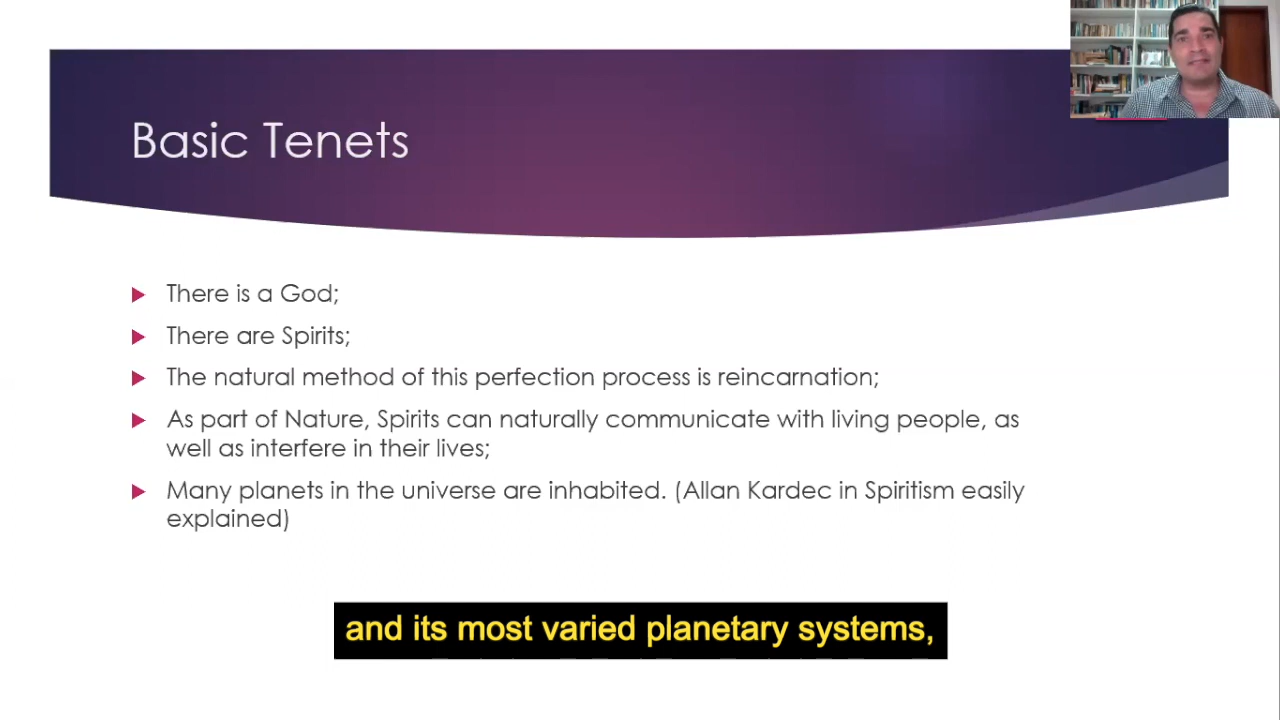 Basic Tenets
There is a God;
There are Spirits;
The natural method of this perfection process is reincarnation;
As part of Nature, Spirits can naturally communicate with living people, as
well as interfere in their lives;
Many planets in the universe are inhabited. (Allan Kardec in Spiritism easily
explained)
and its most varied planetary systems,